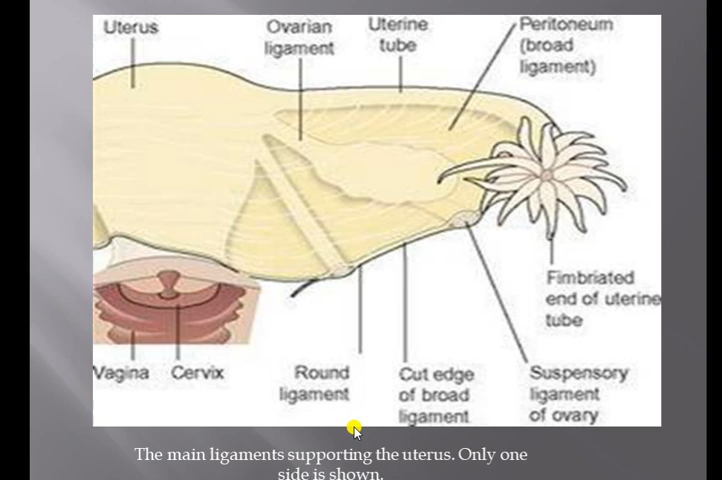 Uterus
Ovarian
ligament
Uterine
tube
Peritoneum
(broad
ligament)
Fimbriated
end of uterine
tube
Vagina
Cervix
Round
ligament
Cut edge
of broad
ligament
Suspensory
ligament
of ovary
The main ligaments supporting the uterus. Only one
side is shown.